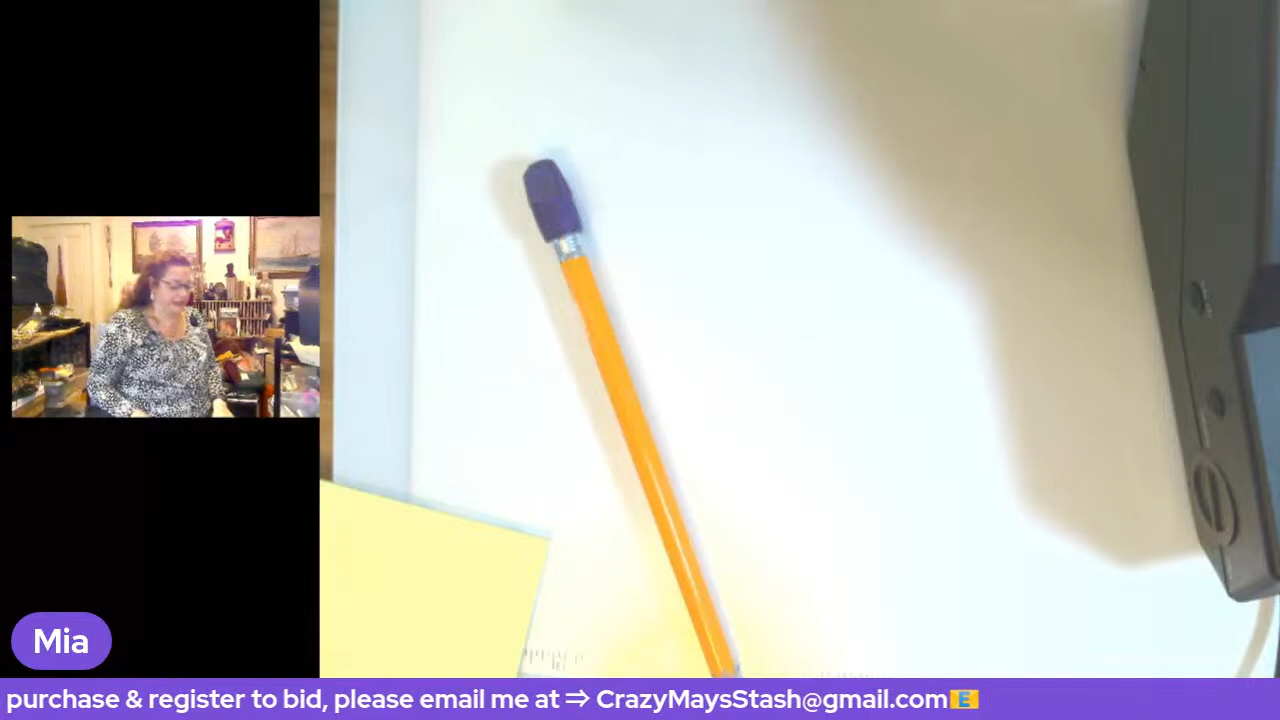 Mia
purchase & register to bid, please email me at ⇒ CrazyMaysStash@gmail.com📧